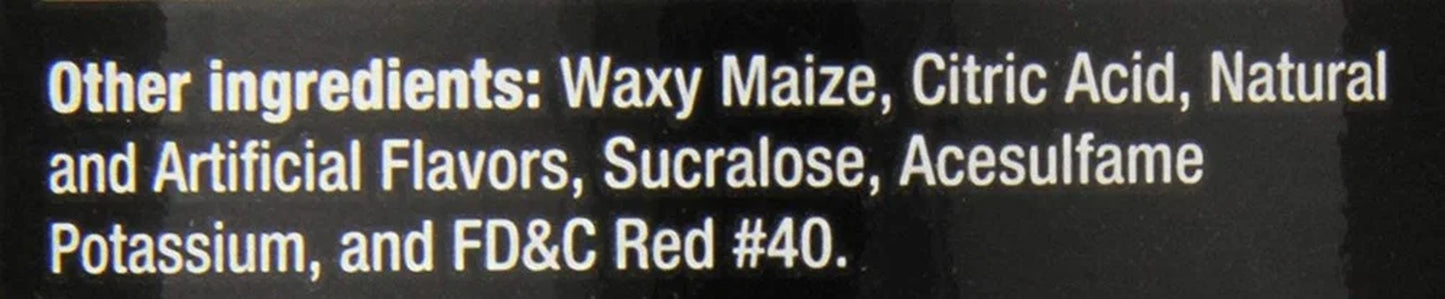 Other ingredients: Waxy Maize, Citric Acid, Natural
and Artificial Flavors, Sucralose, Acesulfame
Potassium, and FD&C Red #40.